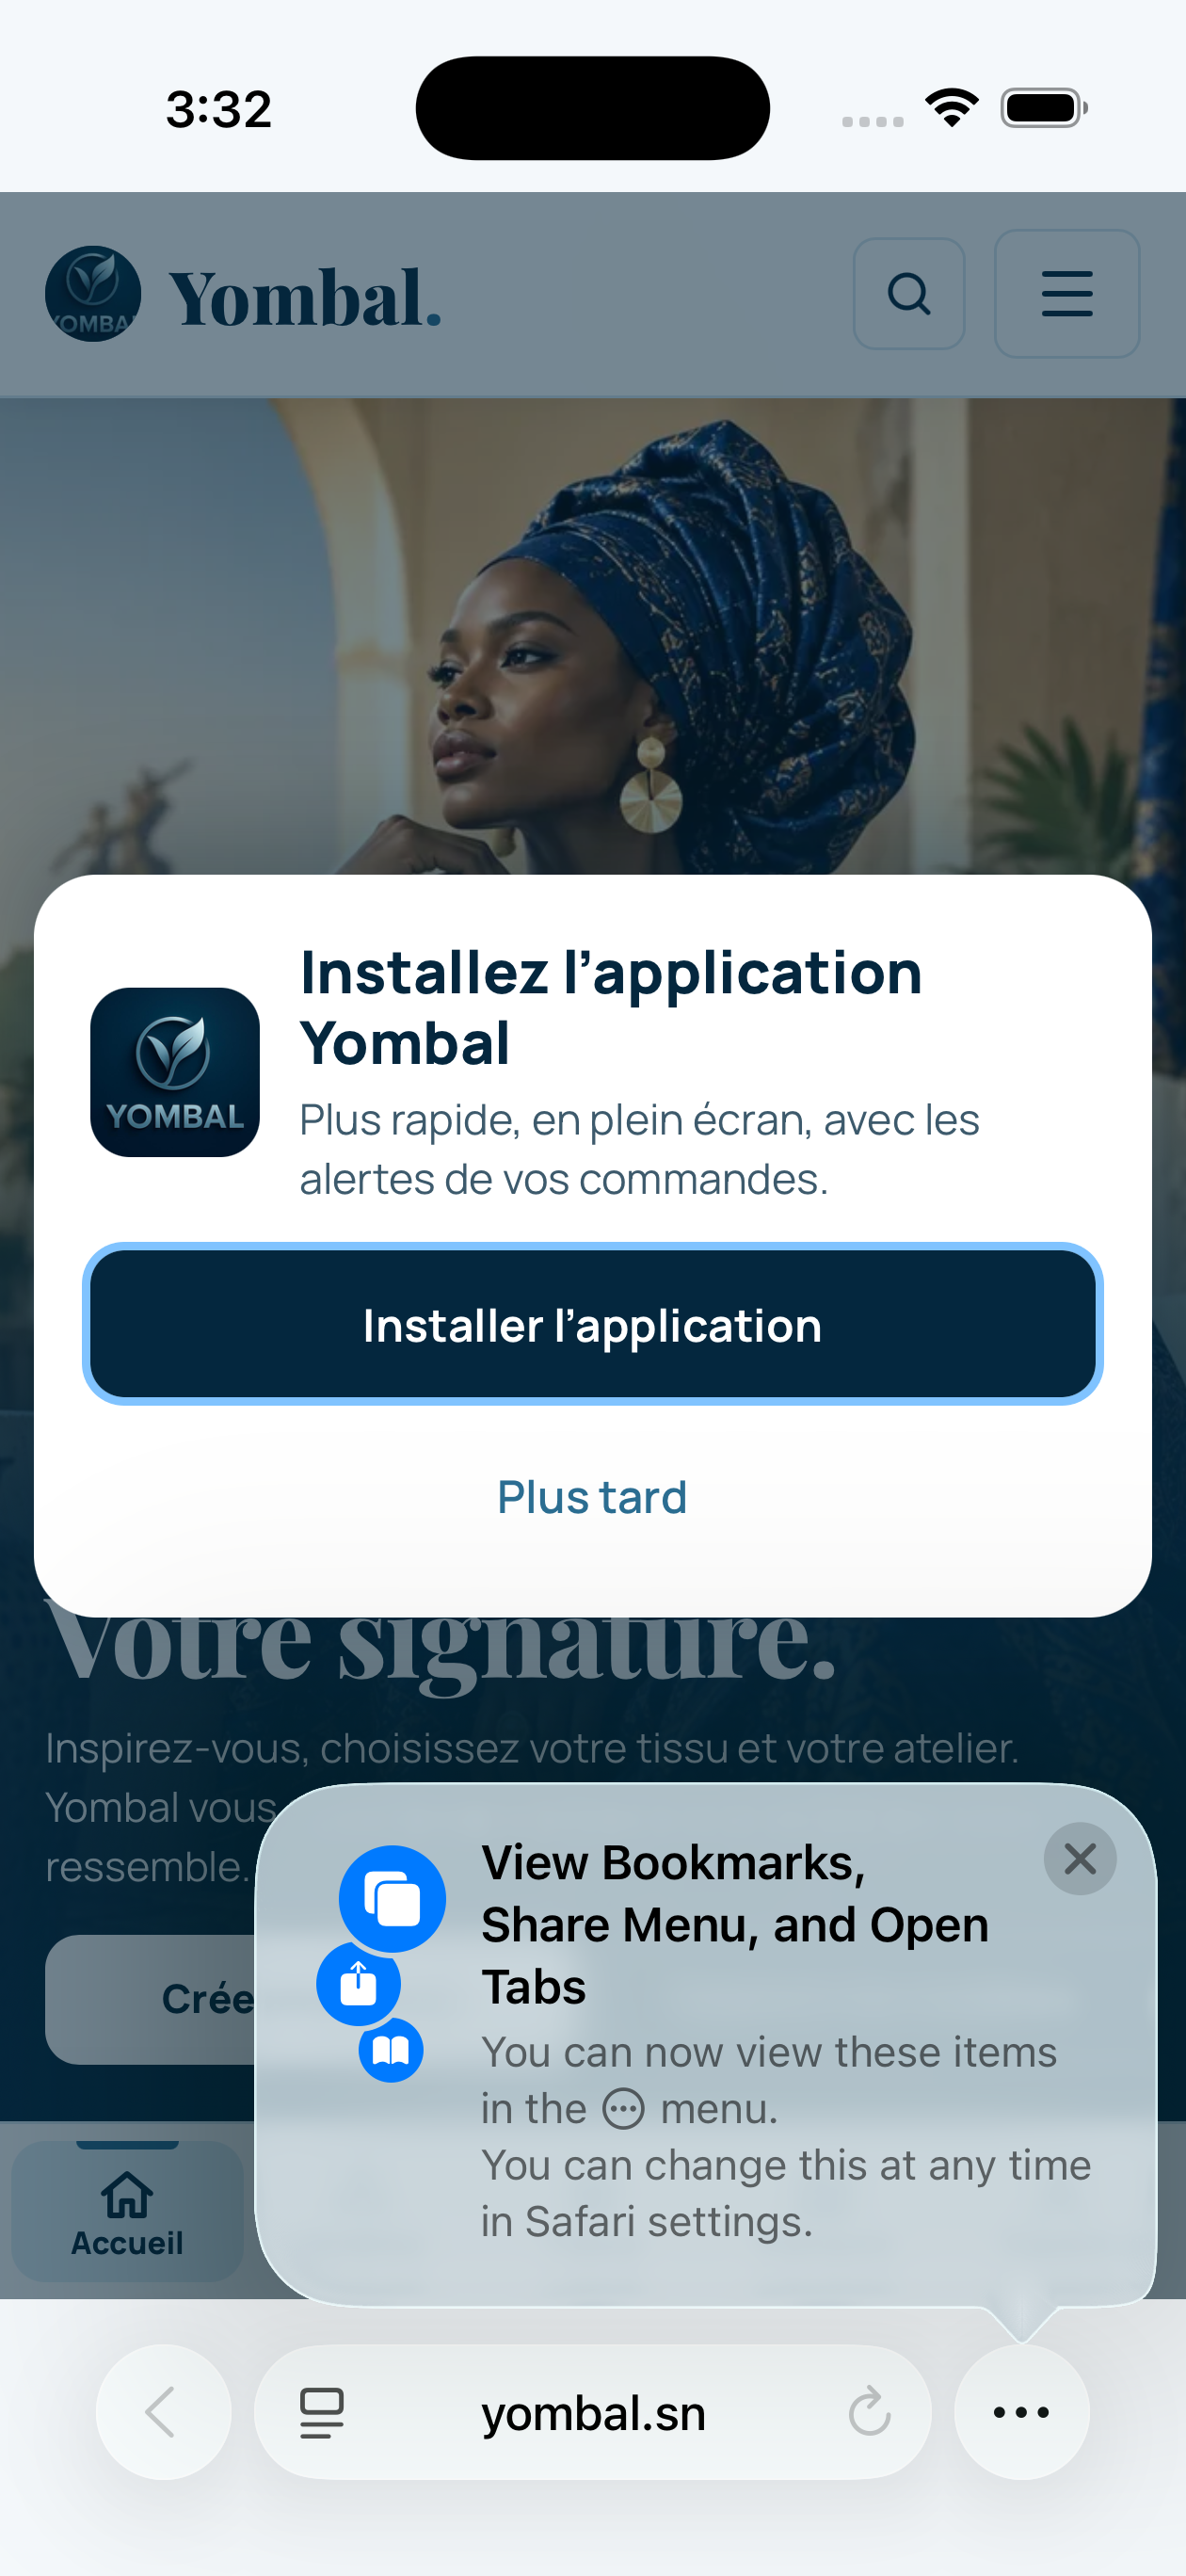 3:32
YOMBAL
Yombal.
Installez l’application
Yombal
YOMBAL
Plus rapide, en plein écran, avec les
alertes de vos commandes.
Installer l’application
Plus tard
Votre signature.
Inspirez-vous, choisissez votre tissu et votre atelier.
Yombal vous
ressemble.
View Bookmarks,
Share Menu, and Open
Tabs
You can now view these items
in the menu.
You can change this at any time
in Safari settings.
Crée
Accueil
yombal.sn